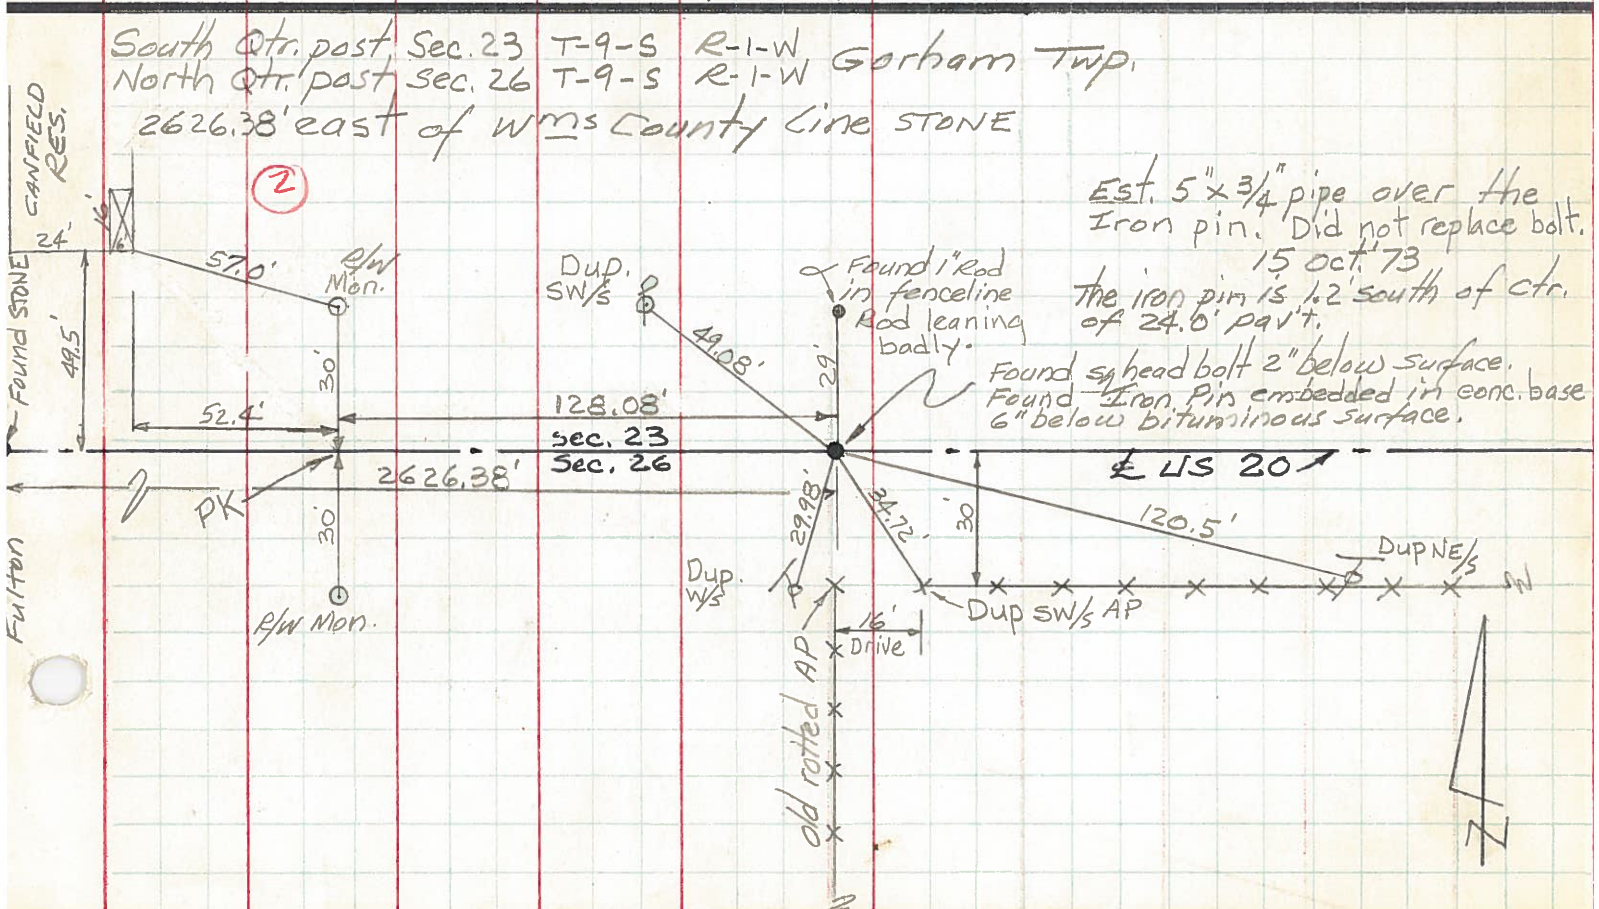 South Qtr. post Sec. 23 T-9-S R-1-W Gorham Twp.
North Qtr. post Sec. 26 T-9-S R-1-W
2626.38' east of Wms County Line STONE
CANFIELD
RES.
2
16'
6'
24'
57.0'
R/W
Mon.
Dup.
SW/s
Found 1" Rod
in fenceline
Rod leaning
badly.
Est. 5" x 3/4" pipe over the
Iron pin. Did not replace bolt.
15 Oct. '73
The iron pin is 1.2' south of ctr.
of 24.0' pav't.
Found sq head bolt 2" below surface.
Found Iron Pin embedded in conc. base
6" below bituminous surface.
Found STONE
49.5'
30'
49.08'
29'
52.4'
128.08'
Sec. 23
Sec. 26
2626.38'
℄ US 20
PK
30'
29.98'
34.72'
30'
120.5'
Dup NE/s
Dup.
W/s
Dup SW/s AP
16'
Drive
R/W Mon.
Fulton
old rotted AP
N